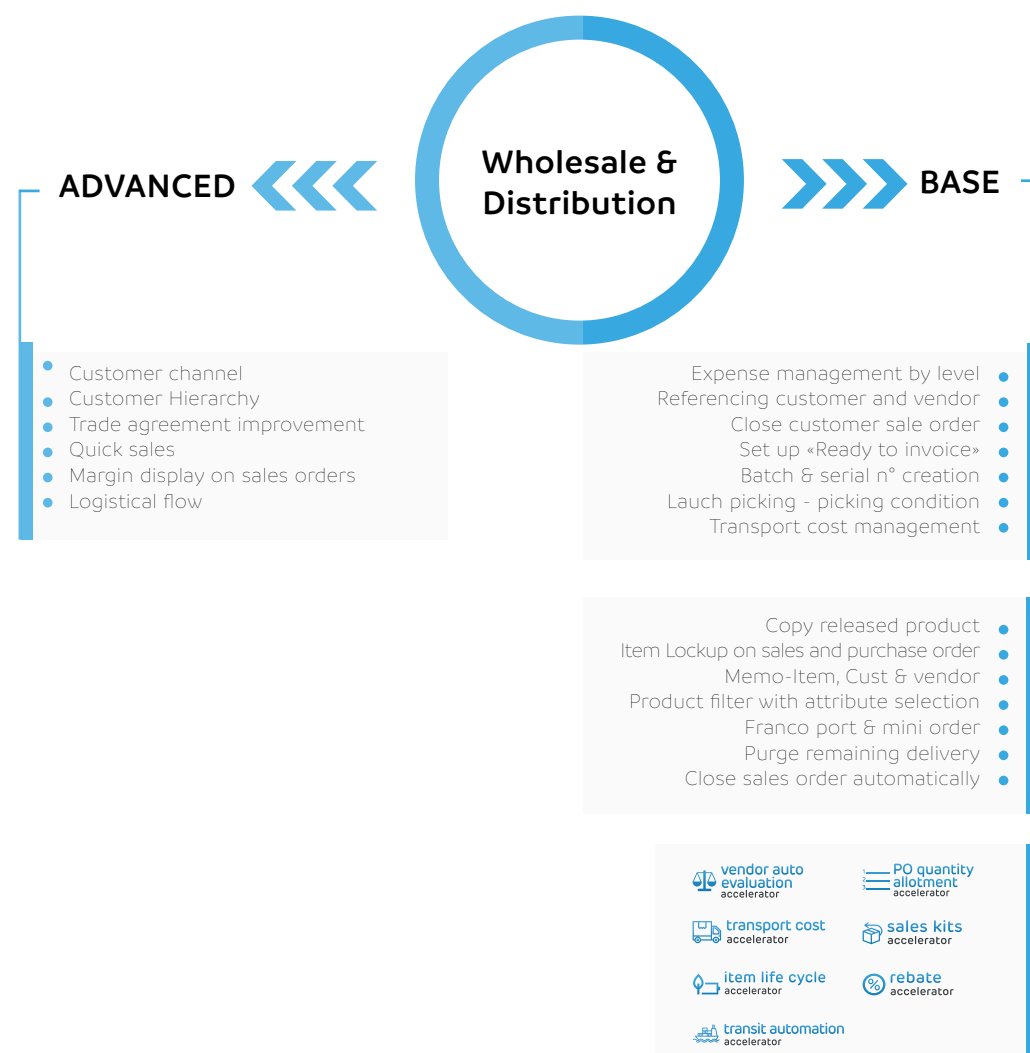 Wholesale &
Distribution
ADVANCED
BASE
Customer channel
Customer Hierarchy
Trade agreement improvement
Quick sales
Margin display on sales orders
Logistical flow
Expense management by level
Referencing customer and vendor
Close customer sale order
Set up «Ready to invoice»
Batch & serial n° creation
Lauch picking - picking condition
Transport cost management
Copy released product
Item Lockup on sales and purchase order
Memo-Item, Cust & vendor
Product filter with attribute selection
Franco port & mini order
Purge remaining delivery
Close sales order automatically
vendor auto
evaluation
accelerator
1
2
3
PO quantity
allotment
accelerator
transport cost
accelerator
sales kits
accelerator
item life cycle
accelerator
%
rebate
accelerator
transit automation
accelerator